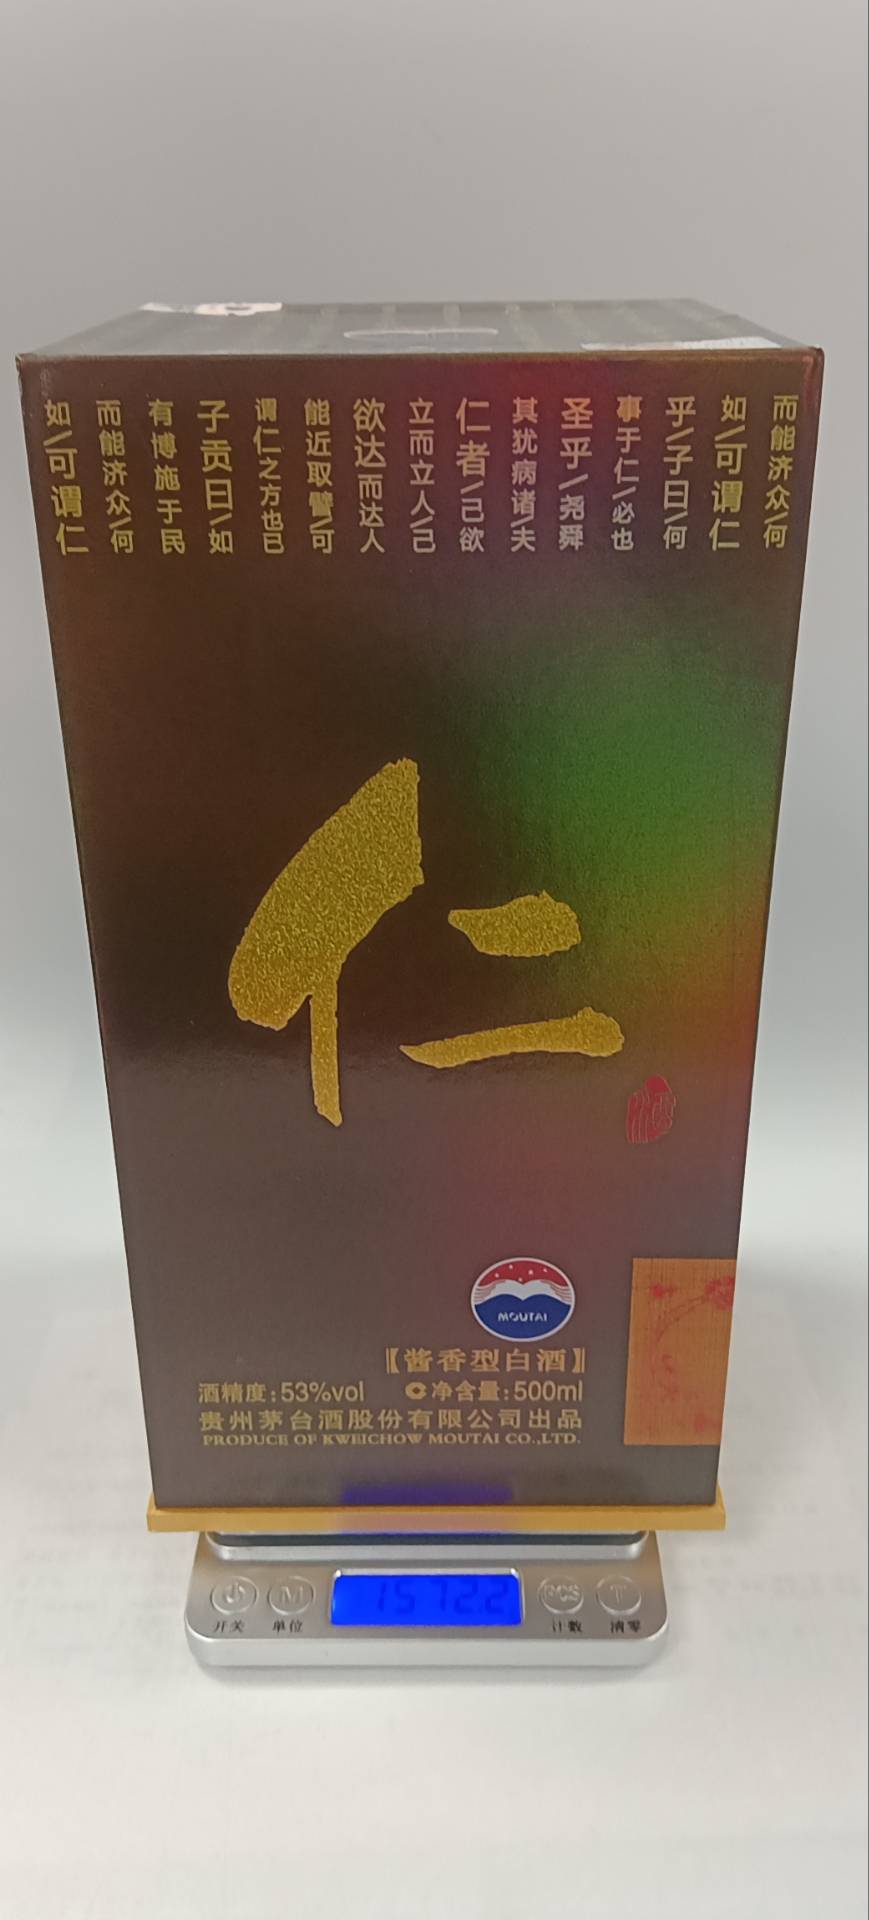 如/可谓仁
而能济众/何
有博施于民
子贡曰/如
谓仁之方也已
能近取譬/可
欲达而达人
立而立人/己
仁者/己欲
其犹病诸/夫
圣乎/尧舜
事于仁/必也
乎/子曰/何
如/可谓仁
而能济众/何
仁
酒
MOUTAI
【酱香型白酒】
酒精度:53%vol C净含量:500ml
贵州茅台酒股份有限公司出品
PRODUCE OF KWEICHOW MOUTAI CO.,LTD.
M 1572.2 PCS T
开关 单位 计数 清零